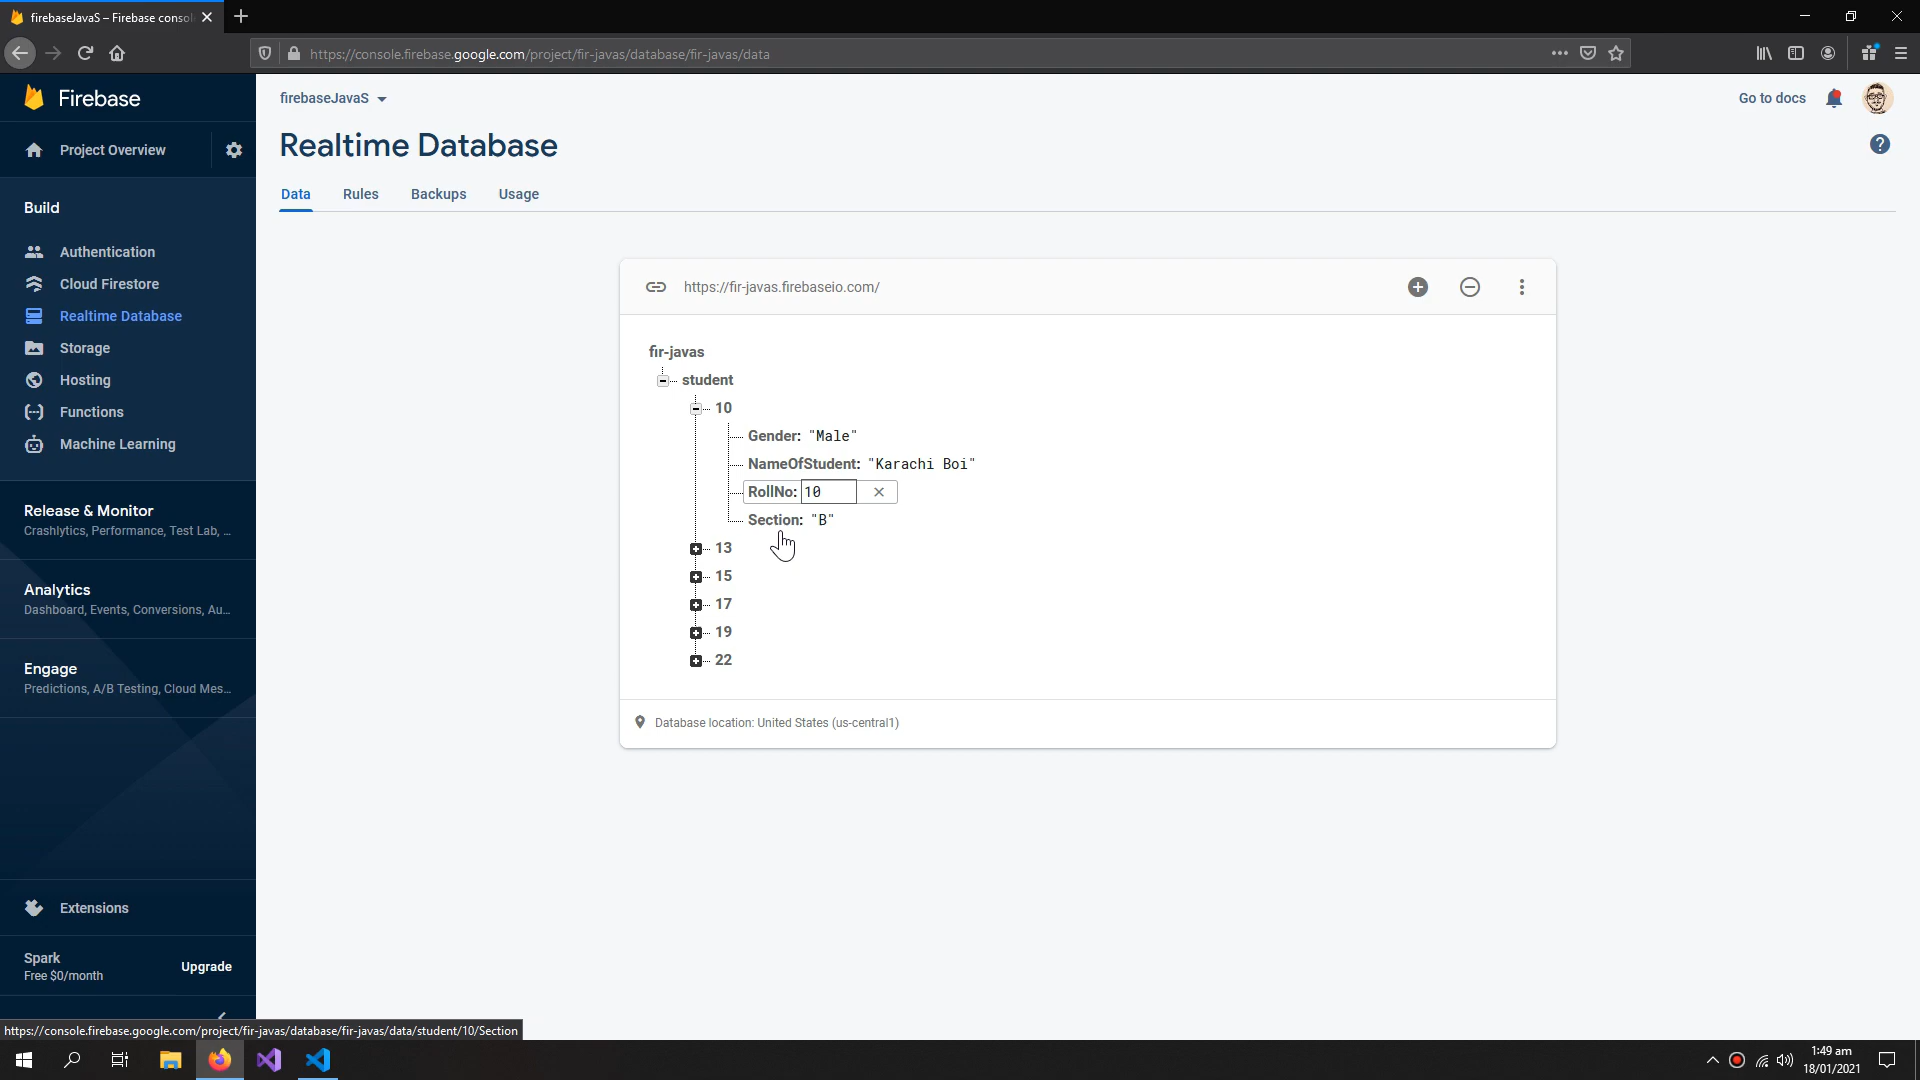 firebaseJavaS – Firebase consol
https://console.firebase.google.com/project/fir-javas/database/fir-javas/data
Firebase
firebaseJavaS
Go to docs
Project Overview
Realtime Database
Data Rules Backups Usage
Build
Authentication
Cloud Firestore
Realtime Database
Storage
Hosting
Functions
Machine Learning
Release & Monitor
Crashlytics, Performance, Test Lab, ...
Analytics
Dashboard, Events, Conversions, Au...
Engage
Predictions, A/B Testing, Cloud Mes...
Extensions
Spark
Free $0/month
Upgrade
https://fir-javas.firebaseio.com/
fir-javas
student
10
Gender: "Male"
NameOfStudent: "Karachi Boi"
RollNo: 10
Section: "B"
13
15
17
19
22
Database location: United States (us-central1)
https://console.firebase.google.com/project/fir-javas/database/fir-javas/data/student/10/Section
1:49 am
18/01/2021